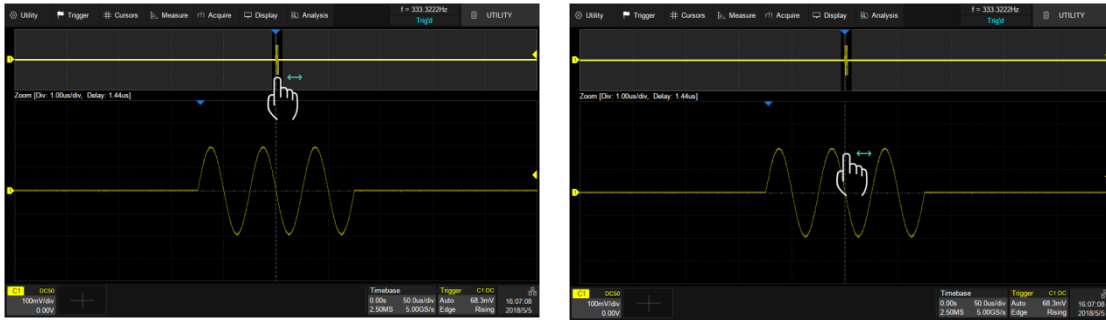 Utility Trigger Cursors Measure Acquire Display Analysis f = 333.3222Hz Trig'd UTILITY
Zoom [Div: 1.00us/div, Delay: 1.44us]
C1 DC50 Timebase Trigger C1 DC
100mV/div 0.00s 50.0us/div Auto 68.3mV 16:07:08
0.00V 2.50MS 5.00GS/s Edge Rising 2018/5/5
Utility Trigger Cursors Measure Acquire Display Analysis f = 333.3222Hz Trig'd UTILITY
Zoom [Div: 1.00us/div, Delay: 1.44us]
C1 DC50 Timebase Trigger C1 DC
100mV/div 0.00s 50.0us/div Auto 68.3mV 16:07:08
0.00V 2.50MS 5.00GS/s Edge Rising 2018/5/5